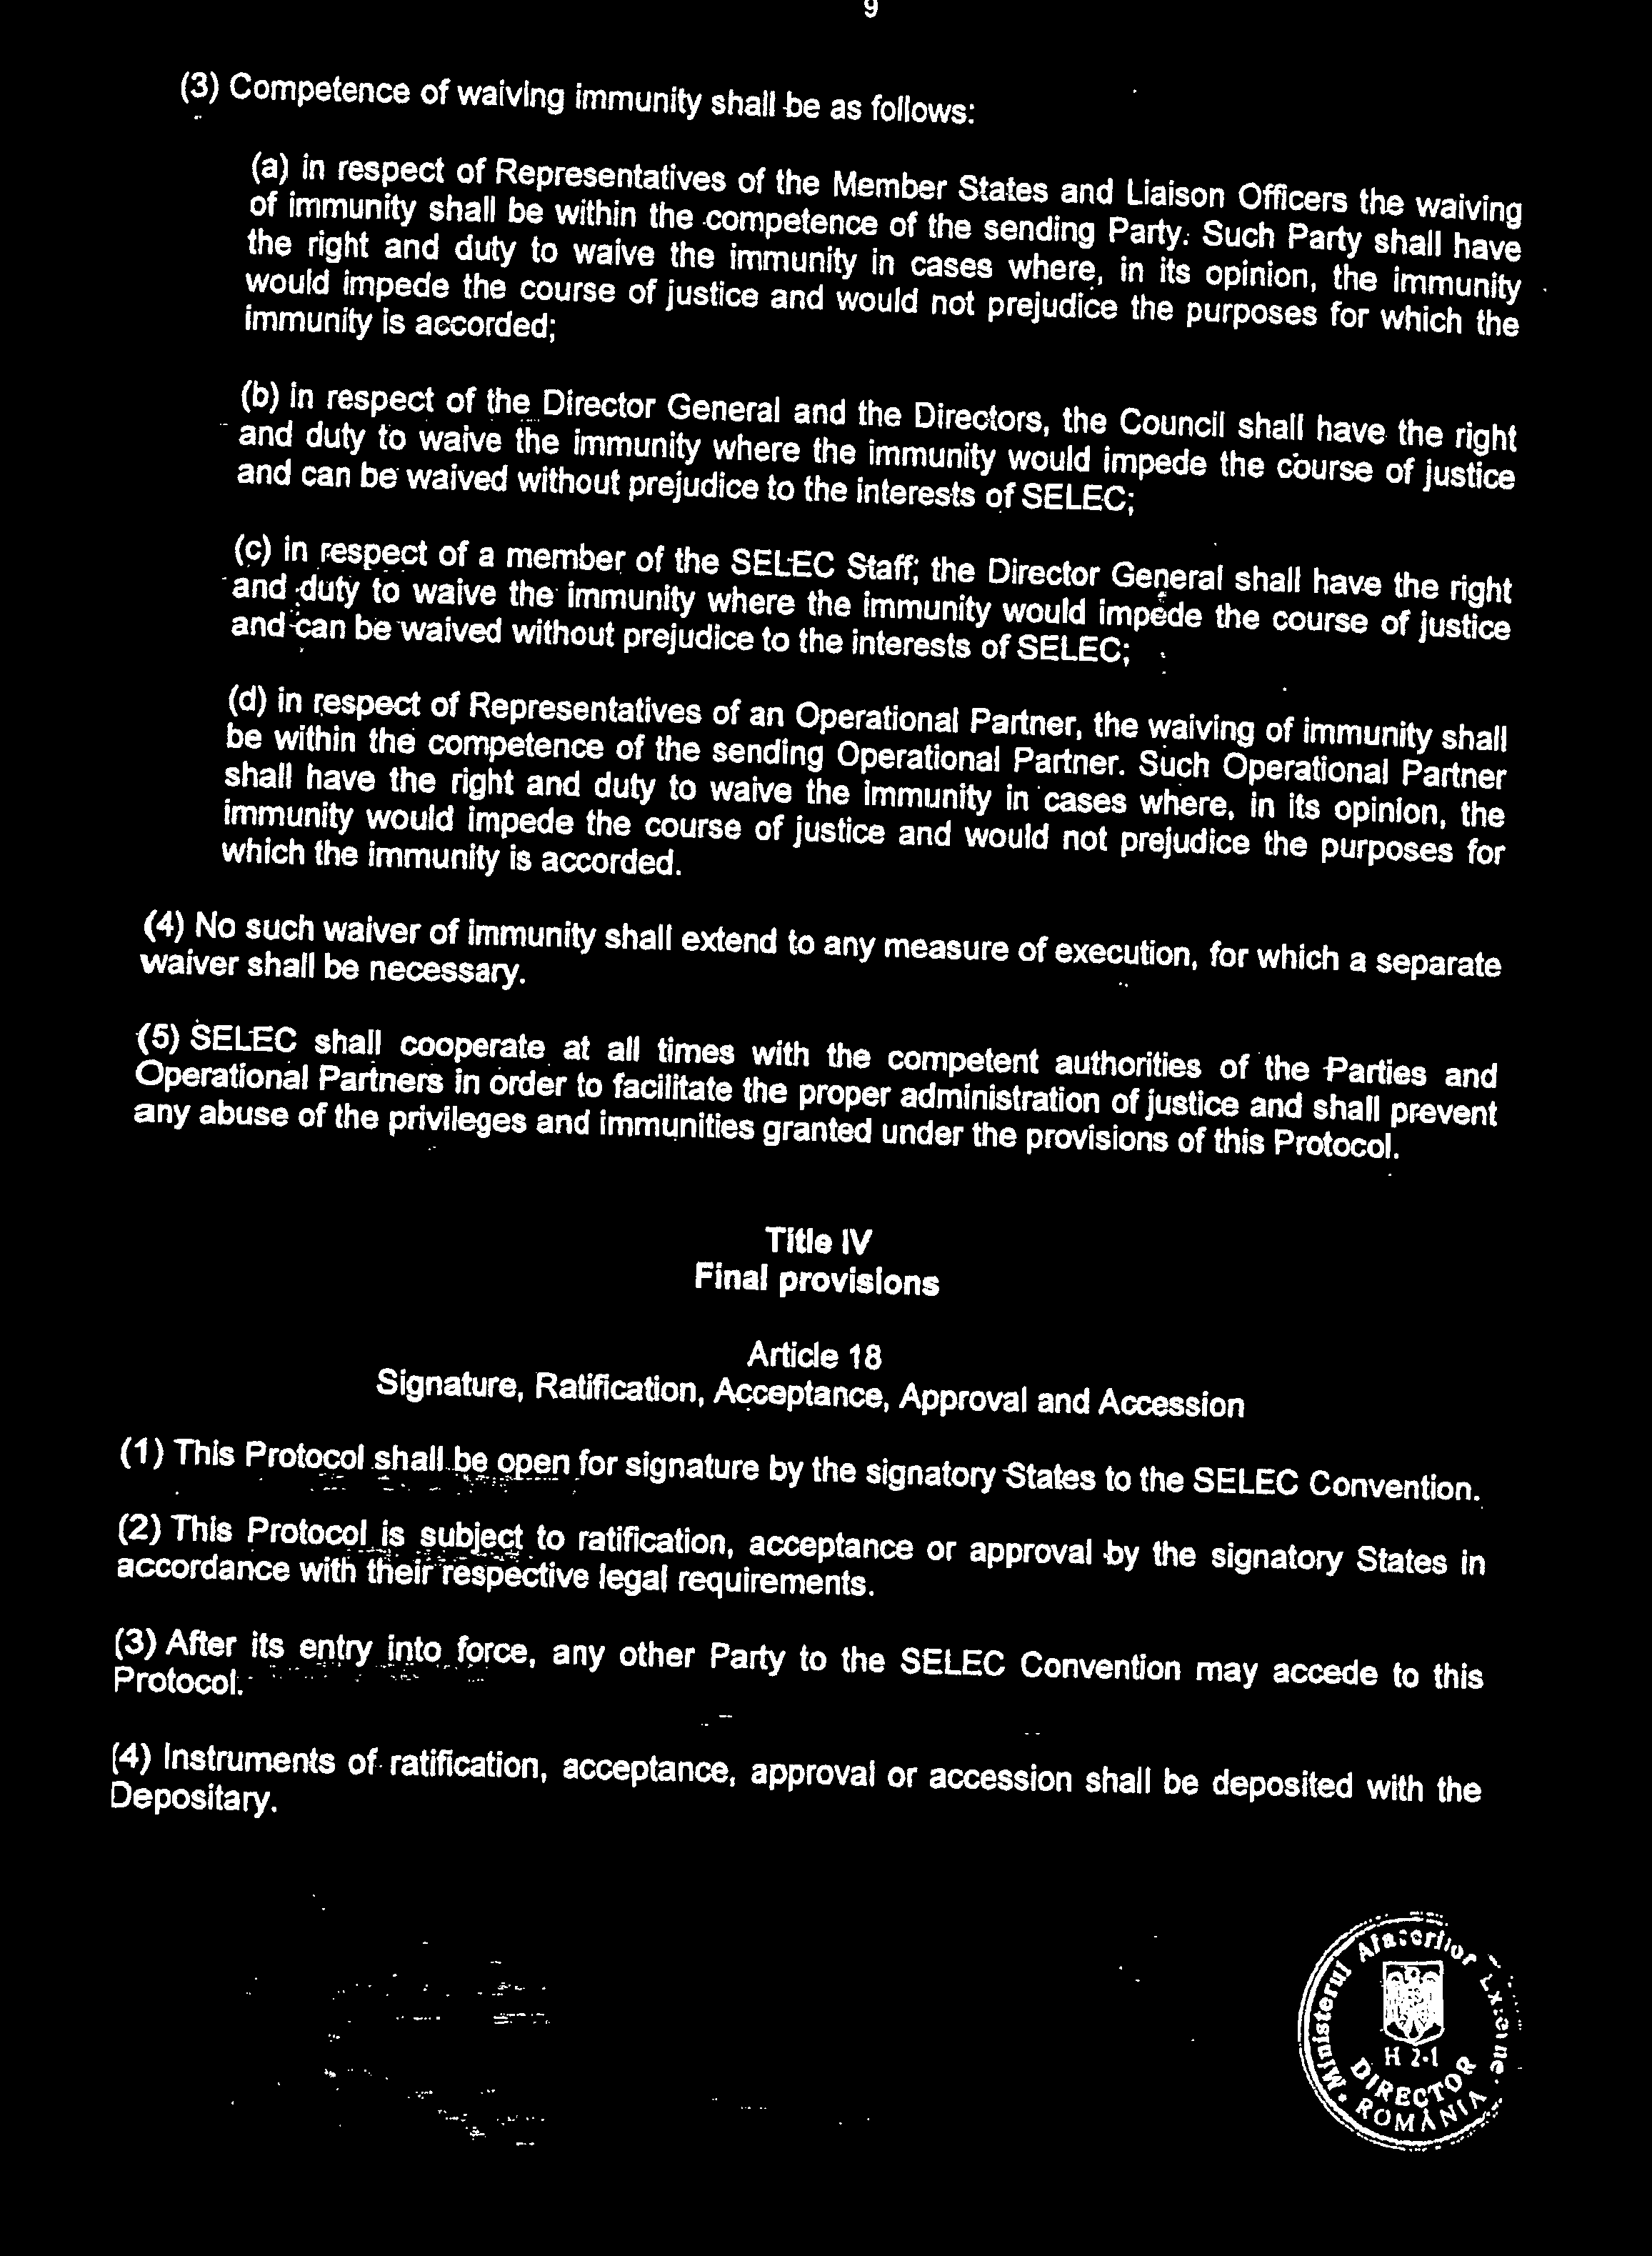 9
(3) Competence of waiving immunity shall be as follows:
(a) in respect of Representatives of the Member States and Liaison Officers the waiving
of immunity shall be within the competence of the sending Party. Such Party shall have
the right and duty to waive the immunity in cases where, in its opinion, the immunity
would impede the course of justice and would not prejudice the purposes for which the
immunity is accorded;
(b) in respect of the Director General and the Directors, the Council shall have the right
and duty to waive the immunity where the immunity would impede the course of justice
and can be waived without prejudice to the interests of SELEC;
(c) in respect of a member of the SELEC Staff; the Director General shall have the right
and duty to waive the immunity where the immunity would impede the course of justice
and can be waived without prejudice to the interests of SELEC;
(d) in respect of Representatives of an Operational Partner, the waiving of immunity shall
be within the competence of the sending Operational Partner. Such Operational Partner
shall have the right and duty to waive the immunity in cases where, in its opinion, the
immunity would impede the course of justice and would not prejudice the purposes for
which the immunity is accorded.
(4) No such waiver of immunity shall extend to any measure of execution, for which a separate
waiver shall be necessary.
(5) SELEC shall cooperate at all times with the competent authorities of the Parties and
Operational Partners in order to facilitate the proper administration of justice and shall prevent
any abuse of the privileges and immunities granted under the provisions of this Protocol.
Title IV
Final provisions
Article 18
Signature, Ratification, Acceptance, Approval and Accession
(1) This Protocol shall be open for signature by the signatory States to the SELEC Convention.
(2) This Protocol is subject to ratification, acceptance or approval by the signatory States in
accordance with their respective legal requirements.
(3) After its entry into force, any other Party to the SELEC Convention may accede to this
Protocol.
(4) Instruments of ratification, acceptance, approval or accession shall be deposited with the
Depositary.
Ministerul Afacerilor Externe
H 2-1
DIRECTOR
ROMÂNIA